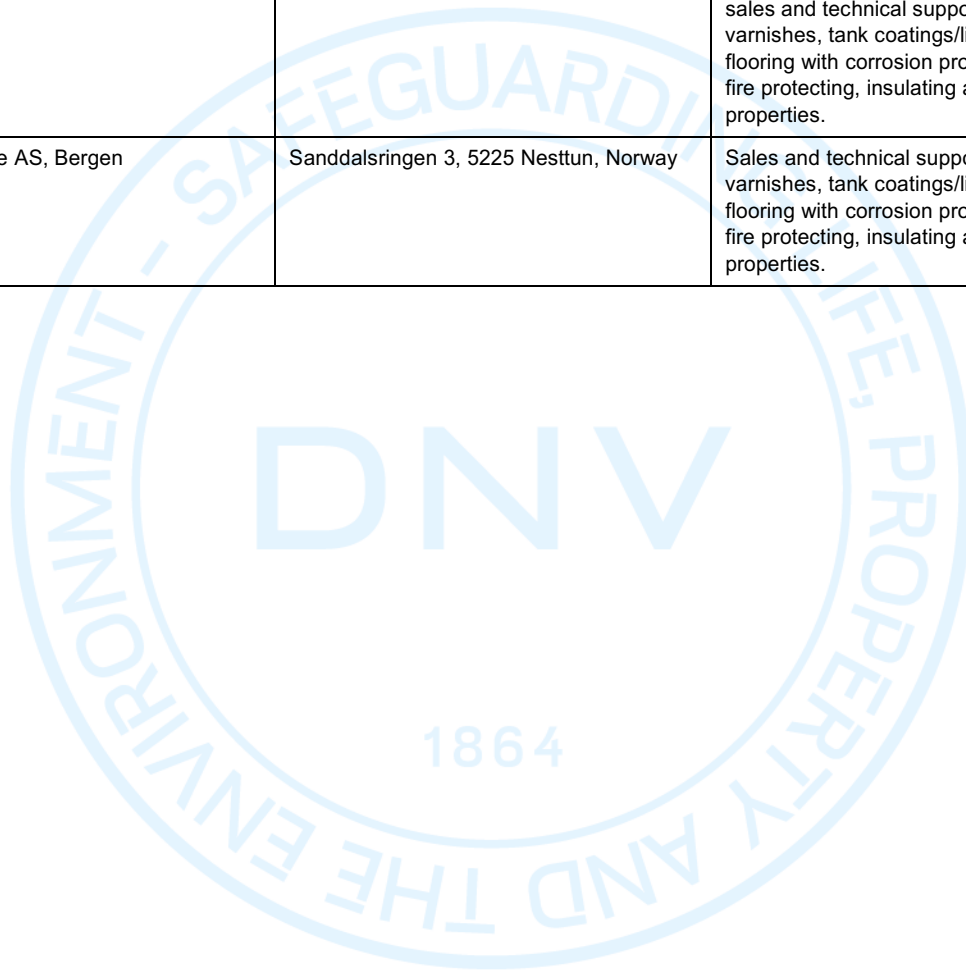 sales and technical suppo
varnishes, tank coatings/li
flooring with corrosion pro
fire protecting, insulating a
properties.
e AS, Bergen
Sanddalsringen 3, 5225 Nesttun, Norway
Sales and technical suppo
varnishes, tank coatings/li
flooring with corrosion pro
fire protecting, insulating a
properties.
SAFEGUARDING LIFE, PROPERTY AND THE ENVIRONMENT -
DNV
1864